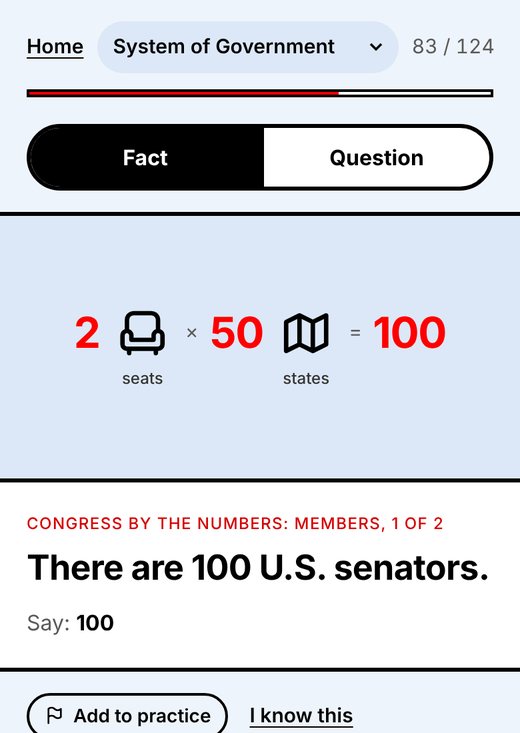 Home System of Government 83 / 124
Fact Question
2 × 50 = 100
seats states
CONGRESS BY THE NUMBERS: MEMBERS, 1 OF 2
There are 100 U.S. senators.
Say: 100
Add to practice I know this